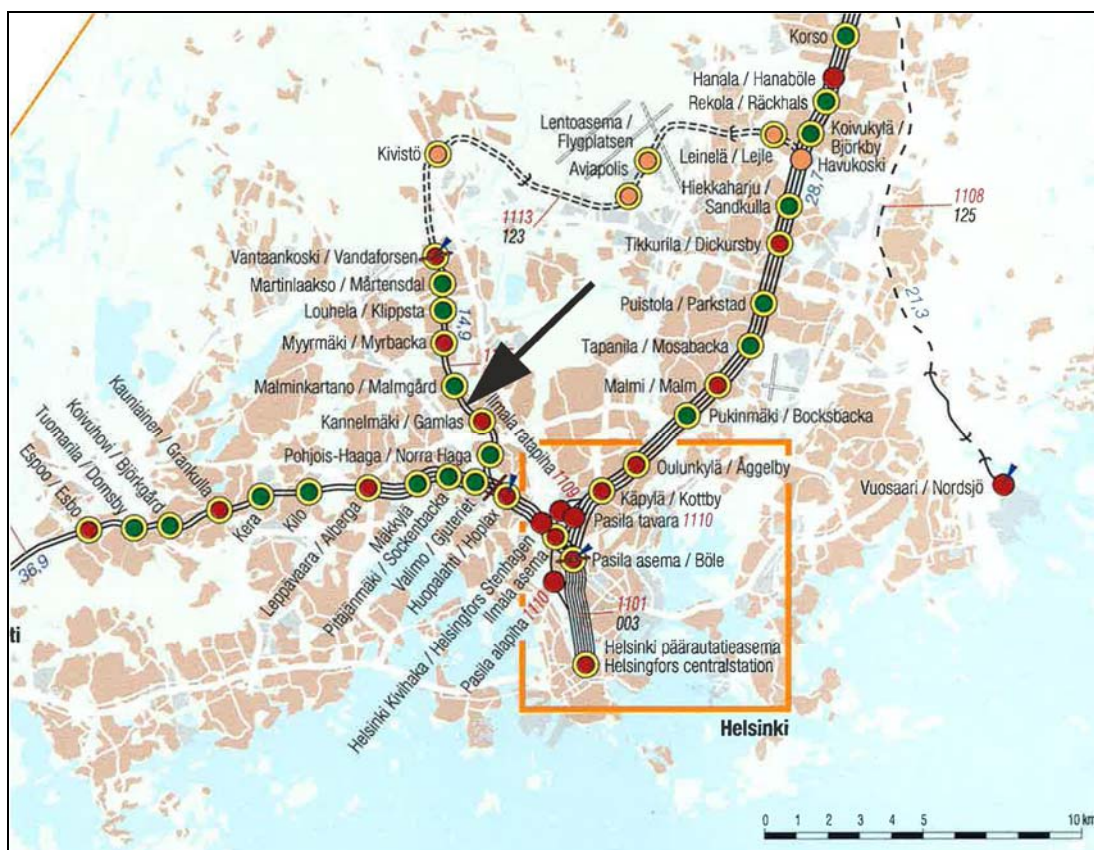 Korso
Hanala / Hanaböle
Rekola / Räckhals
Lentoasema /
Flygplatsen
Koivukylä /
Björkby
Havukoski
Kivistö
Aviapolis
Leinelä / Lejle
28,7
Hiekkaharju /
Sandkulla
1113
123
1108
125
Tikkurila / Dickursby
Vantaankoski / Vandaforsen
Martinlaakso / Mårtensdal
Louhela / Klippsta
14,9
Puistola / Parkstad
21,3
Myyrmäki / Myrbacka
Tapanila / Mosabacka
Malminkartano / Malmgård
Malmi / Malm
Kannelmäki / Gamlas
Ilmala ratapiha
1109
Pukinmäki / Bocksbacka
Pohjois-Haaga / Norra Haga
Oulunkylä / Åggelby
Käpylä / Kottby
Vuosaari / Nordsjö
Pasila tavara 1110
Pasila asema / Böle
Espoo / Esbo
Tuomarila / Domsby
Koivuhovi / Björkgård
Kauniainen / Grankulla
Kera
Kilo
Leppävaara / Alberga
Mäkkylä
Pitäjänmäki / Sockenbacka
Valimo / Gjuteriet
Huopalahti / Hoplax
Helsinki Kivihaka / Helsingfors Stenhagen
Ilmala asema
Pasila alapiha 1110
36,9
ti
1101
003
Helsinki päärautatieasema
Helsingfors centralstation
Helsinki
0 1 2 3 4 5 10 km